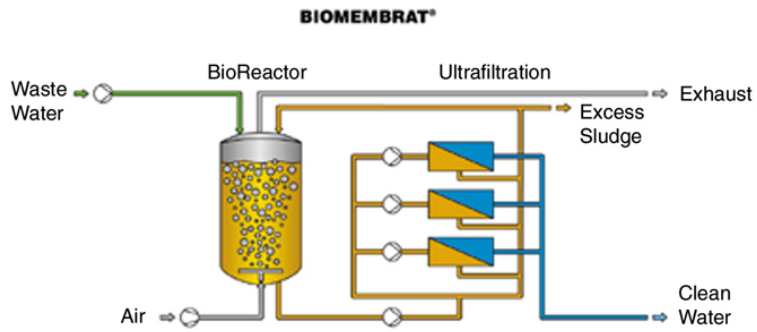 BIOMEMBRAT®
BioReactor
Ultrafiltration
Waste
Water
Exhaust
Excess
Sludge
Air
Clean
Water